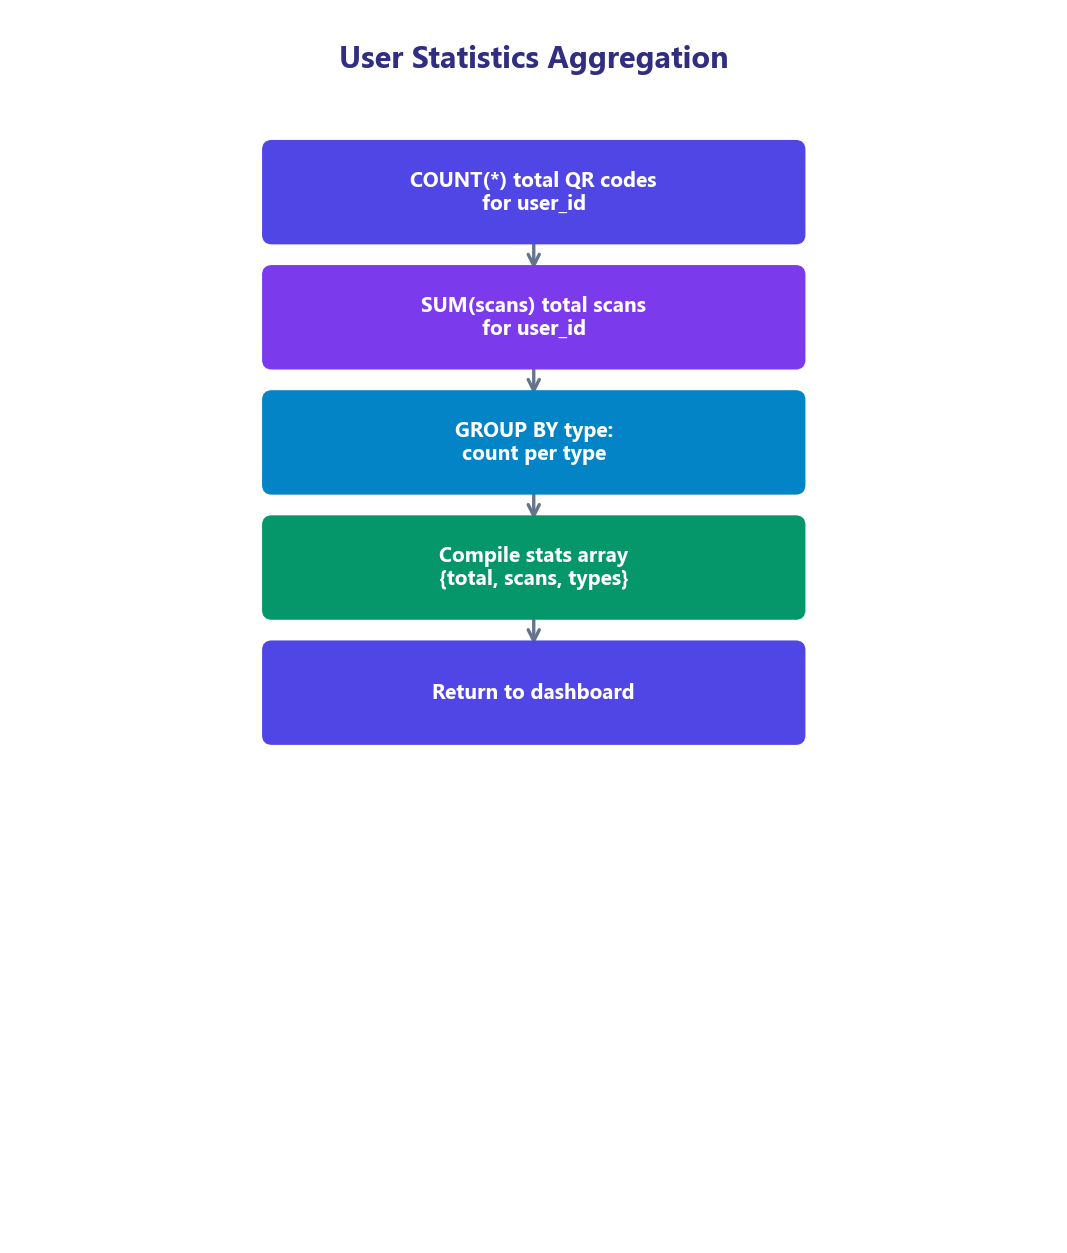 User Statistics Aggregation
COUNT(*) total QR codes
for user_id
SUM(scans) total scans
for user_id
GROUP BY type:
count per type
Compile stats array
{total, scans, types}
Return to dashboard